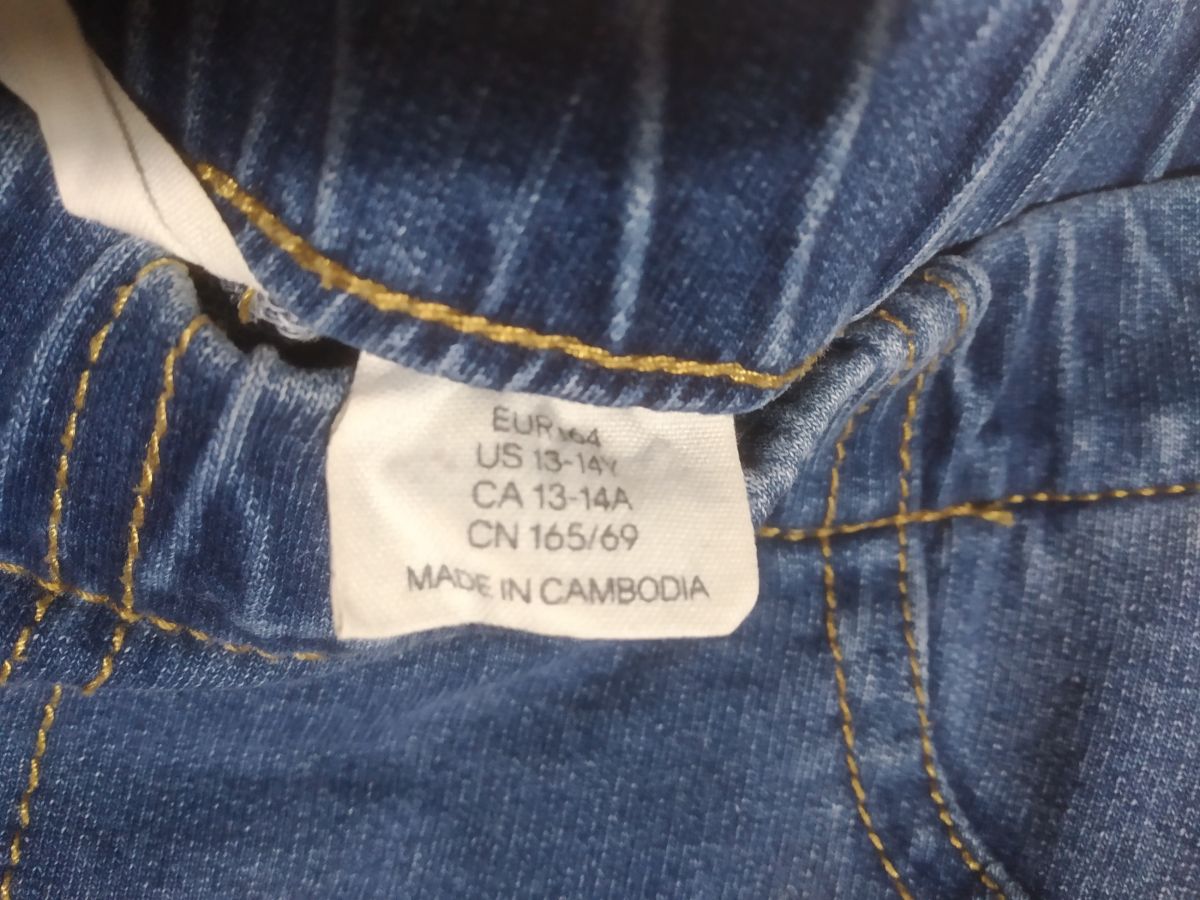 EUR 164
US 13-14Y
CA 13-14A
CN 165/69
MADE IN CAMBODIA